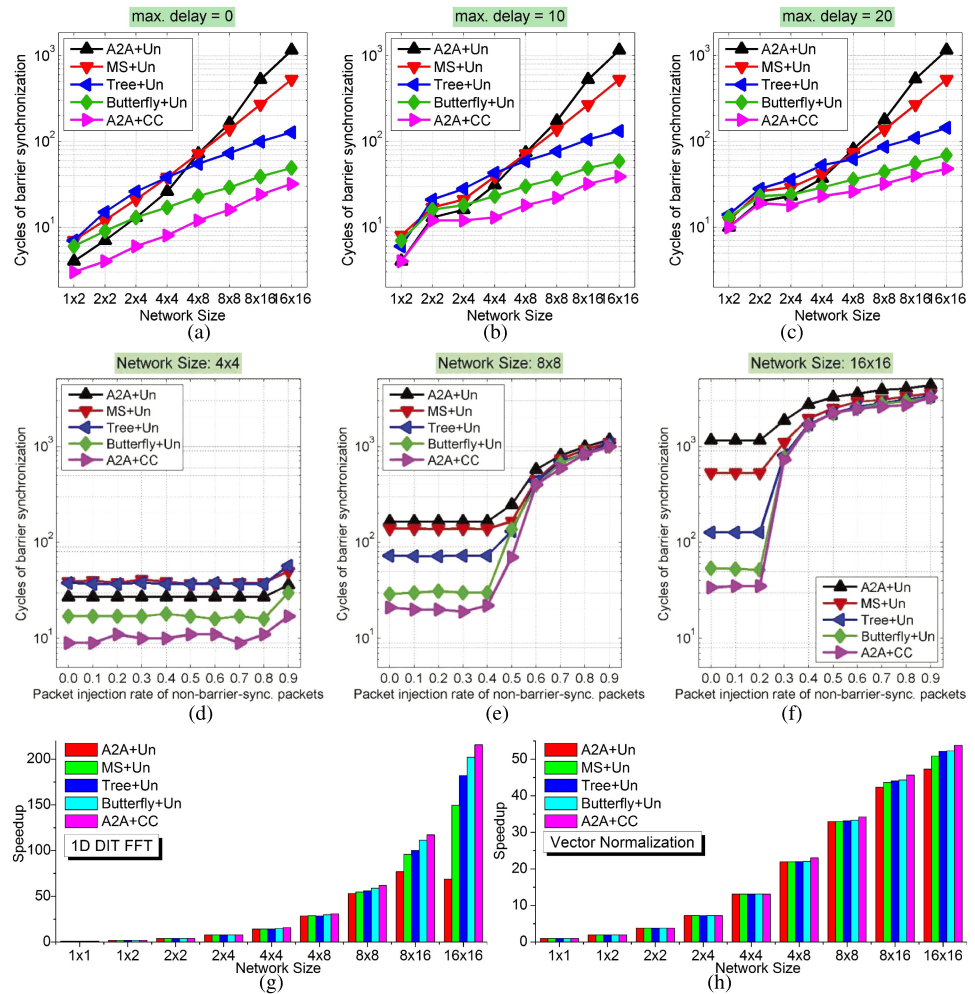 max. delay = 0
Cycles of barrier synchronization
10³
10²
10¹
A2A+Un
MS+Un
Tree+Un
Butterfly+Un
A2A+CC
1x2 2x2 2x4 4x4 4x8 8x8 8x16 16x16
Network Size
(a)
max. delay = 10
Cycles of barrier synchronization
10³
10²
10¹
A2A+Un
MS+Un
Tree+Un
Butterfly+Un
A2A+CC
1x2 2x2 2x4 4x4 4x8 8x8 8x16 16x16
Network Size
(b)
max. delay = 20
Cycles of barrier synchronization
10³
10²
10¹
A2A+Un
MS+Un
Tree+Un
Butterfly+Un
A2A+CC
1x2 2x2 2x4 4x4 4x8 8x8 8x16 16x16
Network Size
(c)
Network Size: 4x4
Cycles of barrier synchronization
10³
10²
10¹
A2A+Un
MS+Un
Tree+Un
Butterfly+Un
A2A+CC
0.0 0.1 0.2 0.3 0.4 0.5 0.6 0.7 0.8 0.9
Packet injection rate of non-barrier-sync. packets
(d)
Network Size: 8x8
Cycles of barrier synchronization
10³
10²
10¹
A2A+Un
MS+Un
Tree+Un
Butterfly+Un
A2A+CC
0.0 0.1 0.2 0.3 0.4 0.5 0.6 0.7 0.8 0.9
Packet injection rate of non-barrier-sync. packets
(e)
Network Size: 16x16
Cycles of barrier synchronization
10³
10²
10¹
A2A+Un
MS+Un
Tree+Un
Butterfly+Un
A2A+CC
0.0 0.1 0.2 0.3 0.4 0.5 0.6 0.7 0.8 0.9
Packet injection rate of non-barrier-sync. packets
(f)
Speedup
200
150
100
50
0
A2A+Un
MS+Un
Tree+Un
Butterfly+Un
A2A+CC
1D DIT FFT
1x1 1x2 2x2 2x4 4x4 4x8 8x8 8x16 16x16
Network Size
(g)
Speedup
50
40
30
20
10
0
A2A+Un
MS+Un
Tree+Un
Butterfly+Un
A2A+CC
Vector Normalization
1x1 1x2 2x2 2x4 4x4 4x8 8x8 8x16 16x16
Network Size
(h)